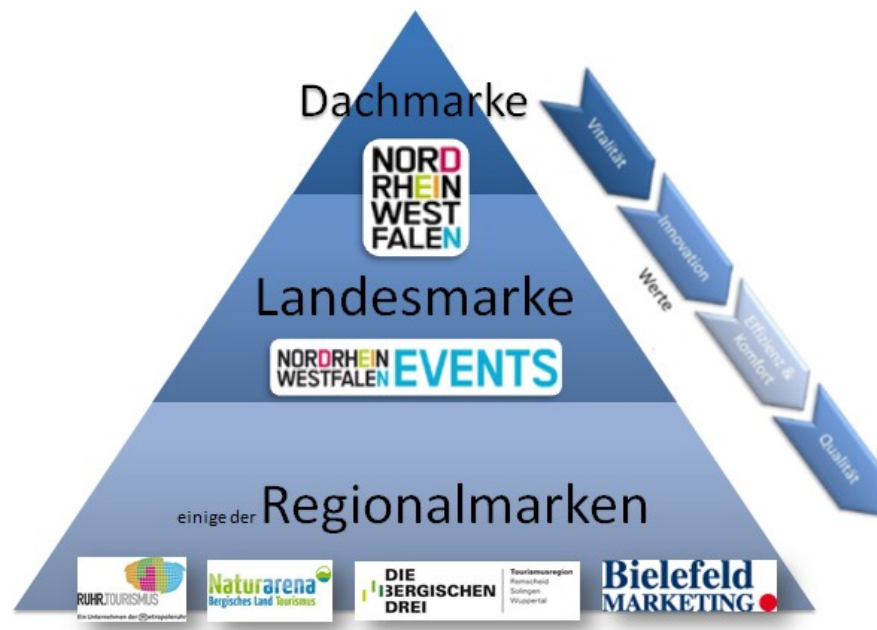 Dachmarke
NORD
RHEIN
WEST
FALEN
Landesmarke
NORDRHEIN
WESTFALEN EVENTS
einige der Regionalmarken
RUHR.TOURISMUS
Ein Unternehmen der metropoleruhr
Naturarena
Bergisches Land Tourismus
DIE
BERGISCHEN
DREI
Tourismusregion
Remscheid
Solingen
Wuppertal
Bielefeld
MARKETING
Vitalität
Innovation
Effizienz &
Komfort
Qualität
Werte